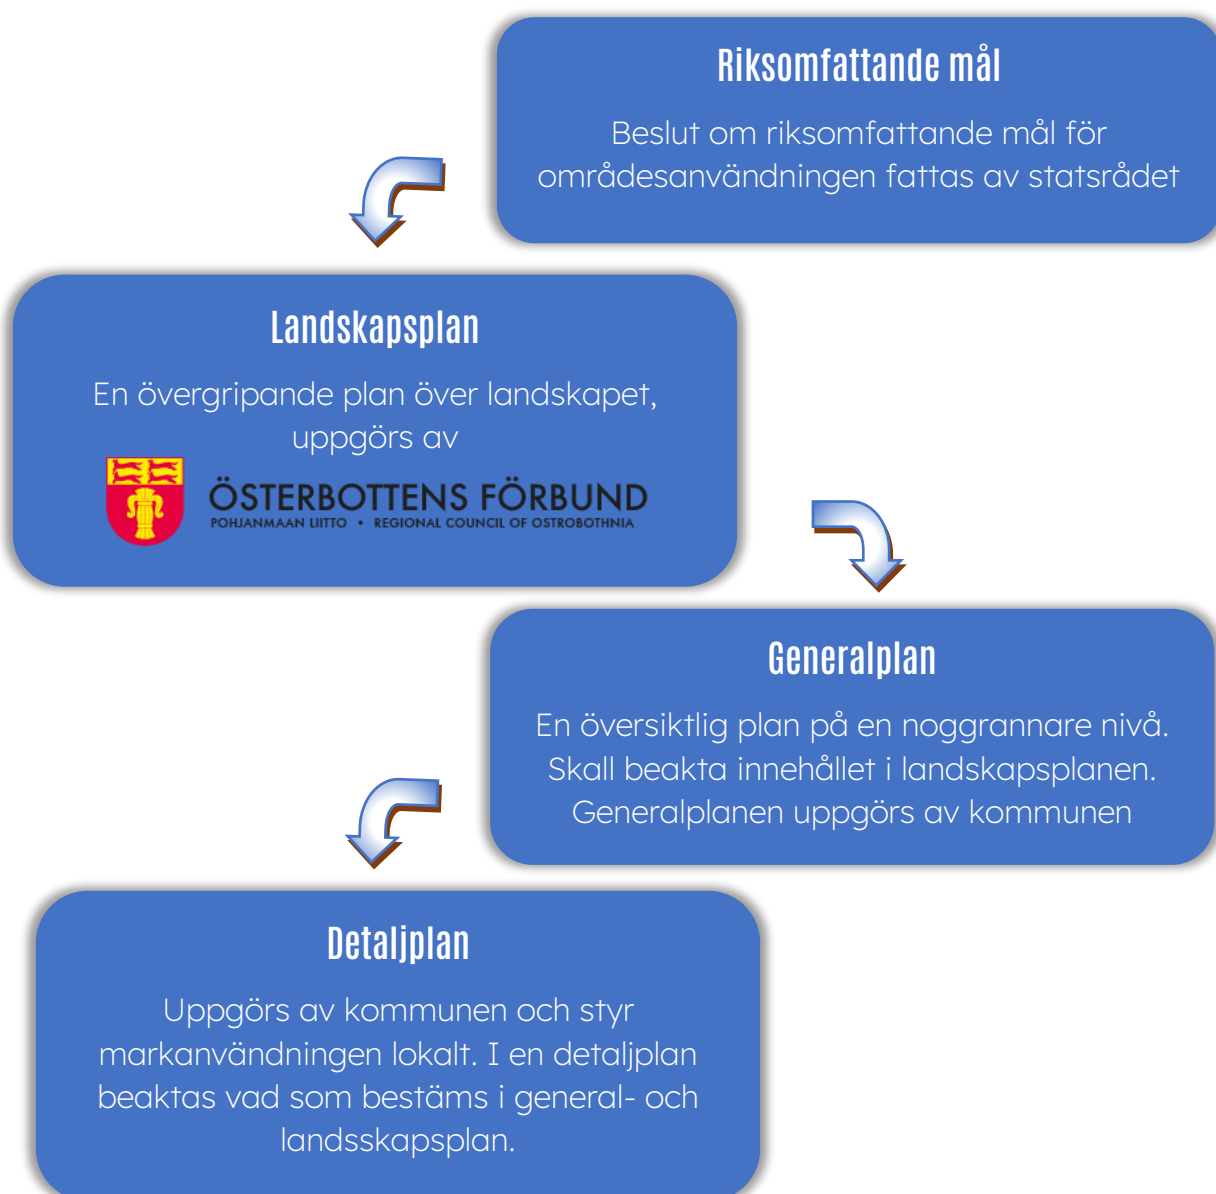 Riksomfattande mål
Beslut om riksomfattande mål för
områdesanvändningen fattas av statsrådet
Landskapsplan
En övergripande plan över landskapet,
uppgörs av
ÖSTERBOTTENS FÖRBUND
POHJANMAAN LIITTO • REGIONAL COUNCIL OF OSTROBOTHNIA
Generalplan
En översiktlig plan på en noggrannare nivå.
Skall beakta innehållet i landskapsplanen.
Generalplanen uppgörs av kommunen
Detaljplan
Uppgörs av kommunen och styr
markanvändningen lokalt. I en detaljplan
beaktas vad som bestäms i general- och
landsskapsplan.